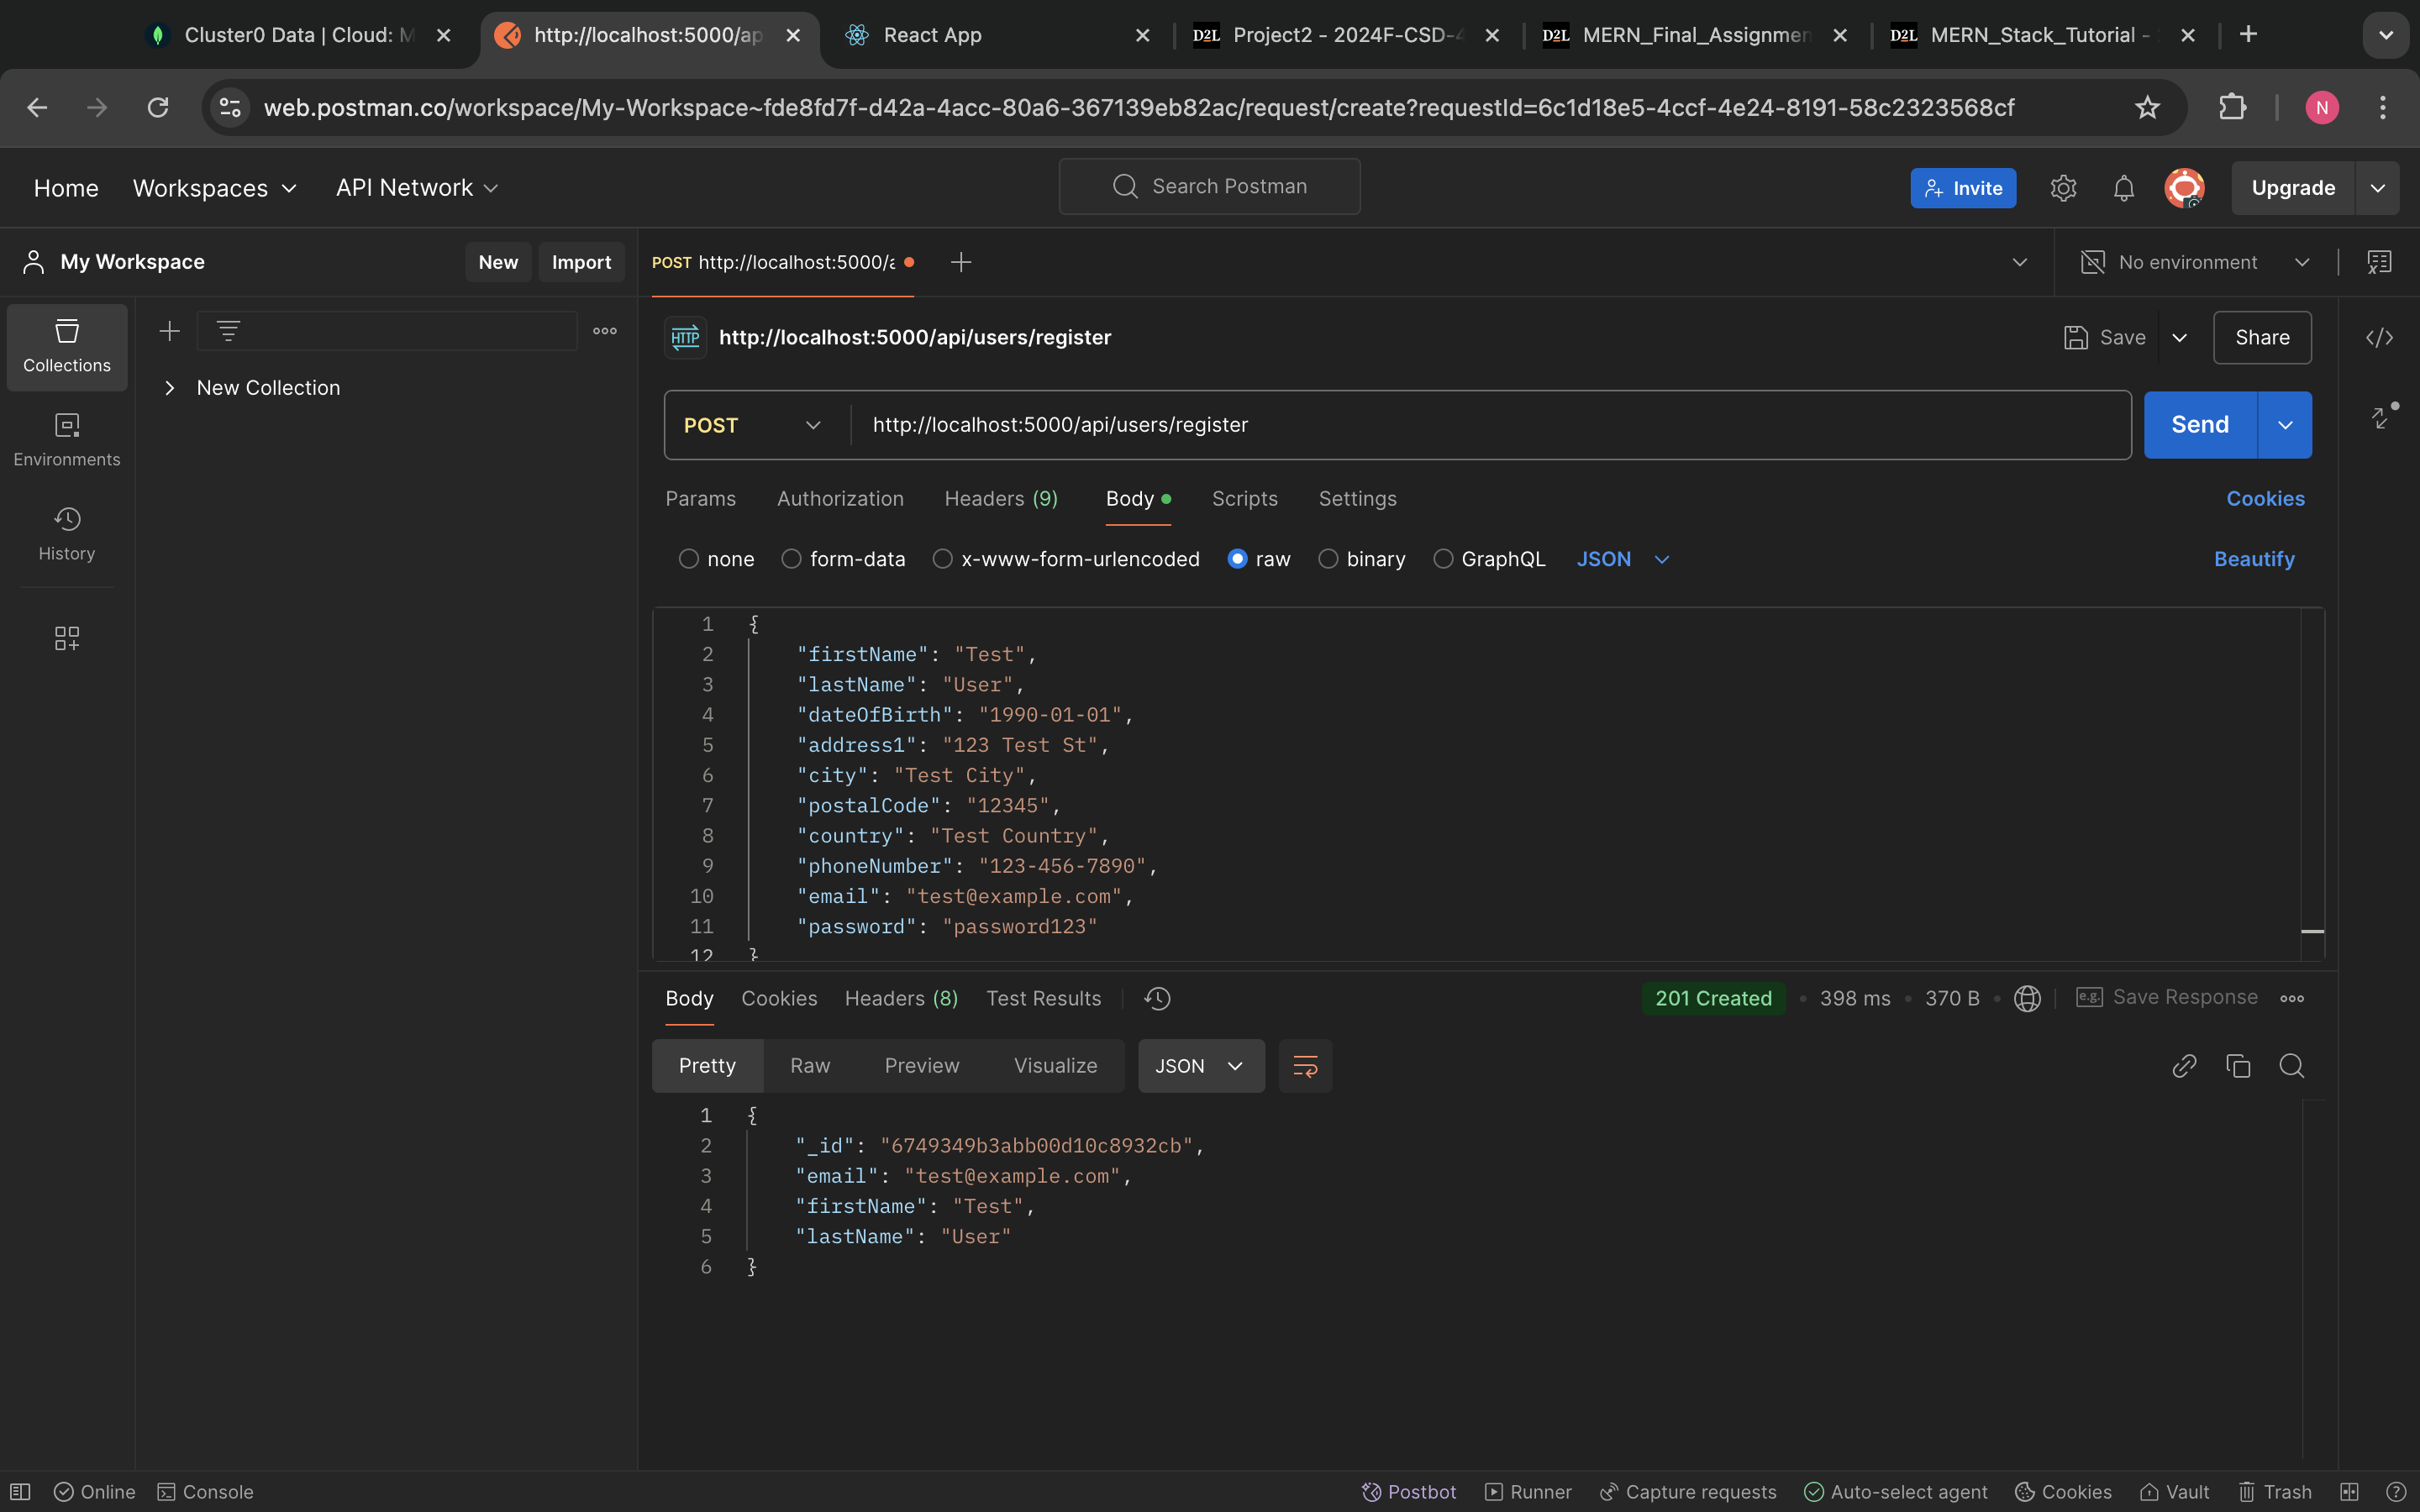 Cluster0 Data | Cloud: M
http://localhost:5000/ap
React App
D2L Project2 - 2024F-CSD-4
D2L MERN_Final_Assignmen
D2L MERN_Stack_Tutorial -
web.postman.co/workspace/My-Workspace~fde8fd7f-d42a-4acc-80a6-367139eb82ac/request/create?requestId=6c1d18e5-4ccf-4e24-8191-58c2323568cf
N
Home Workspaces API Network
Search Postman
Invite
Upgrade
My Workspace
New Import
POST http://localhost:5000/a
No environment
Collections
Environments
History
New Collection
HTTP http://localhost:5000/api/users/register
Save
Share
POST http://localhost:5000/api/users/register
Send
Params Authorization Headers (9) Body Scripts Settings
Cookies
none form-data x-www-form-urlencoded raw binary GraphQL JSON
Beautify
1 {
2 "firstName": "Test",
3 "lastName": "User",
4 "dateOfBirth": "1990-01-01",
5 "address1": "123 Test St",
6 "city": "Test City",
7 "postalCode": "12345",
8 "country": "Test Country",
9 "phoneNumber": "123-456-7890",
10 "email": "test@example.com",
11 "password": "password123"
12 }
Body Cookies Headers (8) Test Results
201 Created 398 ms 370 B
e.g. Save Response
Pretty Raw Preview Visualize JSON
1 {
2 "_id": "6749349b3abb00d10c8932cb",
3 "email": "test@example.com",
4 "firstName": "Test",
5 "lastName": "User"
6 }
Online Console
Postbot Runner Capture requests Auto-select agent Cookies Vault Trash